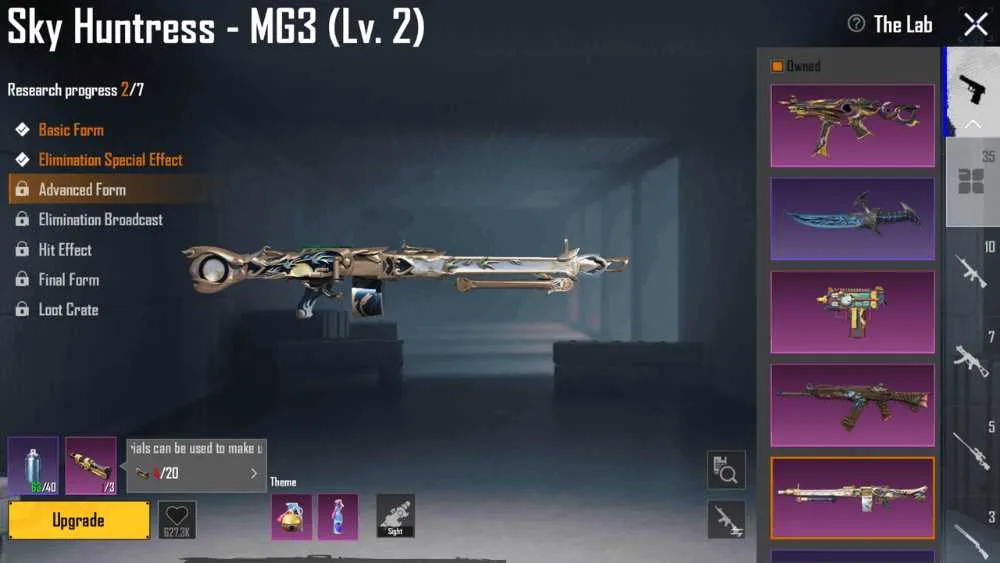 Sky Huntress - MG3 (Lv. 2)
The Lab
Research progress 2/7
Owned
Basic Form
Elimination Special Effect
Advanced Form
Elimination Broadcast
Hit Effect
Final Form
Loot Crate
35
10
7
5
3
ials can be used to make u
/20
/40
/3
Theme
Upgrade
627.3K
Sight